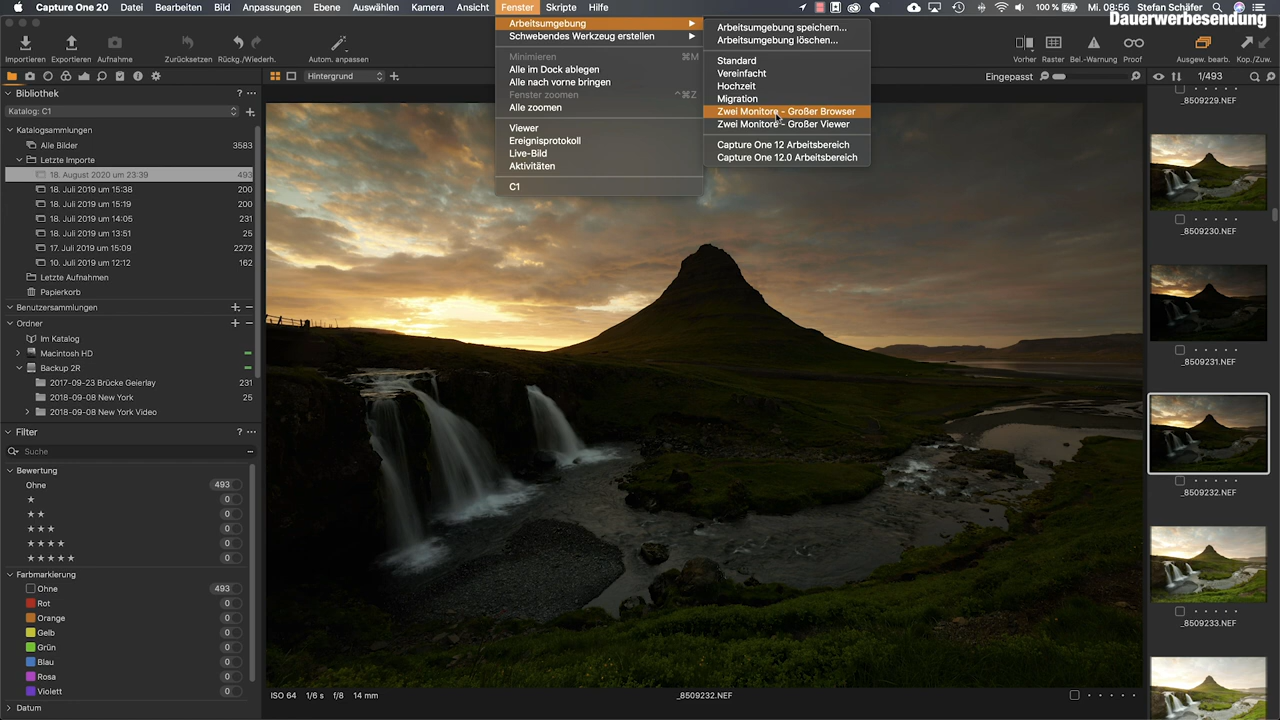 Capture One 20 Datei Bearbeiten Bild Anpassungen Ebene Auswählen Kamera Ansicht Fenster Skripte Hilfe
100 % Mi. 08:56 Stefan Schäfer
Dauerwerbesendung
Importieren Exportieren Aufnahme Zurücksetzen Rückg./Wiederh. Autom. anpassen
Vorher Raster Bel.-Warnung Proof Ausgew. bearb. Kop./Zuw.
Hintergrund
Eingepasst
1/493
Arbeitsumgebung
Schwebendes Werkzeug erstellen
Minimieren ⌘M
Alle im Dock ablegen
Alle nach vorne bringen
Fenster zoomen ^⌘Z
Alle zoomen
Viewer
Ereignisprotokoll
Live-Bild
Aktivitäten
C1
Arbeitsumgebung speichern...
Arbeitsumgebung löschen...
Standard
Vereinfacht
Hochzeit
Migration
Zwei Monitore - Großer Browser
Zwei Monitore - Großer Viewer
Capture One 12 Arbeitsbereich
Capture One 12.0 Arbeitsbereich
Bibliothek ? ...
Katalog: C1
Katalogsammlungen
Alle Bilder 3583
Letzte Importe
18. August 2020 um 23:39 493
18. Juli 2019 um 15:38 200
18. Juli 2019 um 15:19 200
18. Juli 2019 um 14:05 231
18. Juli 2019 um 13:51 25
17. Juli 2019 um 15:09 2272
10. Juli 2019 um 12:12 162
Letzte Aufnahmen
Papierkorb
Benutzersammlungen
Ordner
Im Katalog
Macintosh HD
Backup 2R
2017-09-23 Brücke Geierlay 231
2018-09-08 New York 25
2018-09-08 New York Video
Filter ? ...
Suche
Bewertung
Ohne 493
★ 0
★ ★ 0
★ ★ ★ 0
★ ★ ★ ★ 0
★ ★ ★ ★ ★ 0
Farbmarkierung
Ohne 493
Rot 0
Orange 0
Gelb 0
Grün 0
Blau 0
Rosa 0
Violett 0
Datum
ISO 64 1/6 s f/8 14 mm
_8509232.NEF
_8509229.NEF
_8509230.NEF
_8509231.NEF
_8509232.NEF
_8509233.NEF